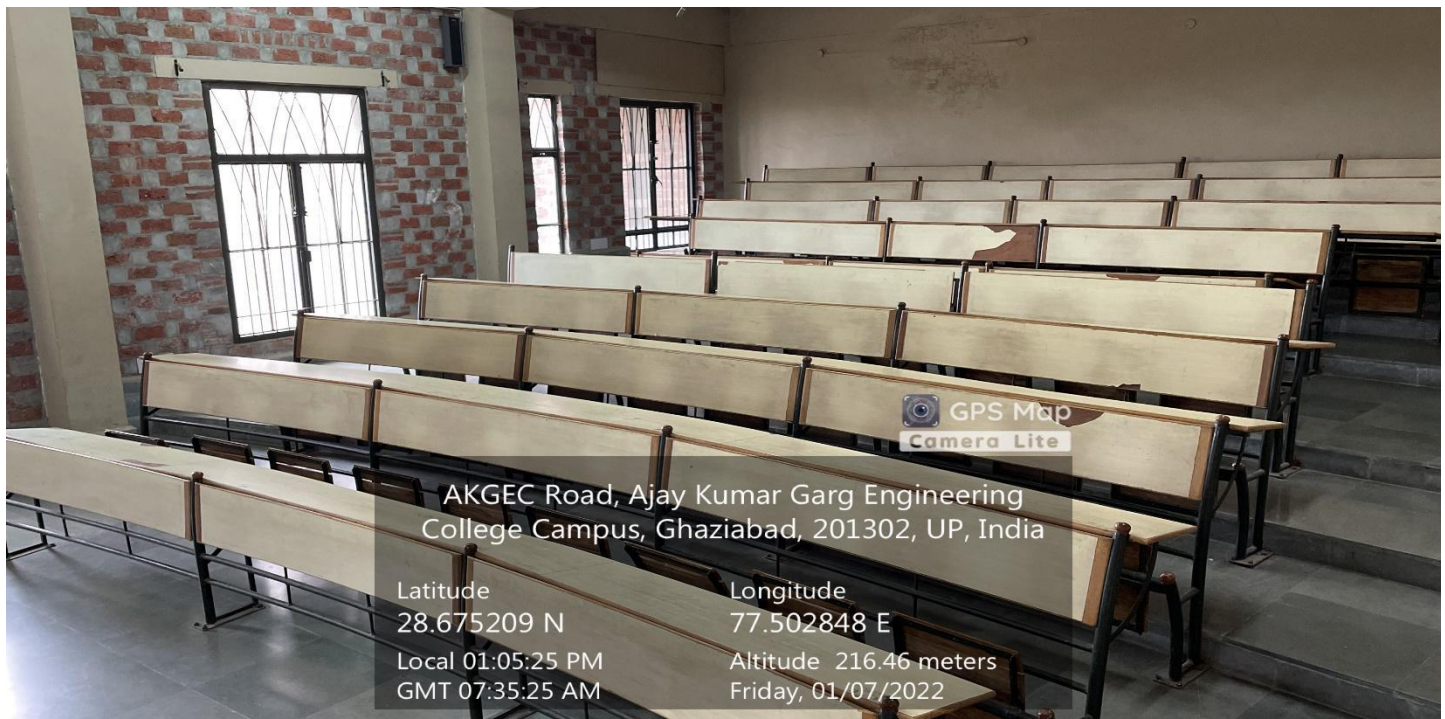 GPS Map
Camera Lite
AKGEC Road, Ajay Kumar Garg Engineering
College Campus, Ghaziabad, 201302, UP, India
Latitude
28.675209 N
Longitude
77.502848 E
Local 01:05:25 PM
GMT 07:35:25 AM
Altitude 216.46 meters
Friday, 01/07/2022